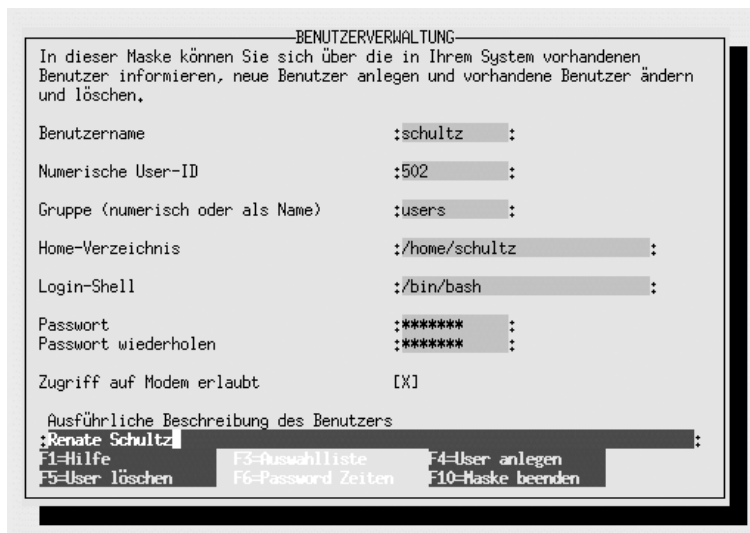 BENUTZERVERWALTUNG
In dieser Maske können Sie sich über die in Ihrem System vorhandenen
Benutzer informieren, neue Benutzer anlegen und vorhandene Benutzer ändern
und löschen.
Benutzername :schultz :
Numerische User-ID :502 :
Gruppe (numerisch oder als Name) :users :
Home-Verzeichnis :/home/schultz :
Login-Shell :/bin/bash :
Passwort :******* :
Passwort wiederholen :******* :
Zugriff auf Modem erlaubt [X]
Ausführliche Beschreibung des Benutzers
:Renate Schultz :
F1=Hilfe F3=Auswahlliste F4=User anlegen
F5=User löschen F6=Password Zeiten F10=Maske beenden